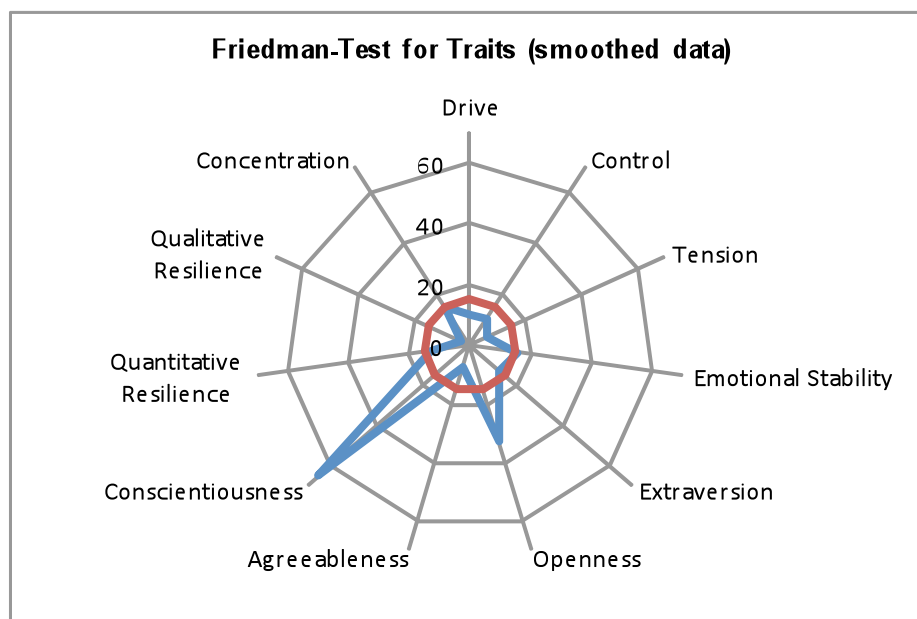 Friedman-Test for Traits (smoothed data)
Drive
Control
Tension
Emotional Stability
Extraversion
Openness
Agreeableness
Conscientiousness
Quantitative
Resilience
Qualitative
Resilience
Concentration
60
40
20
0